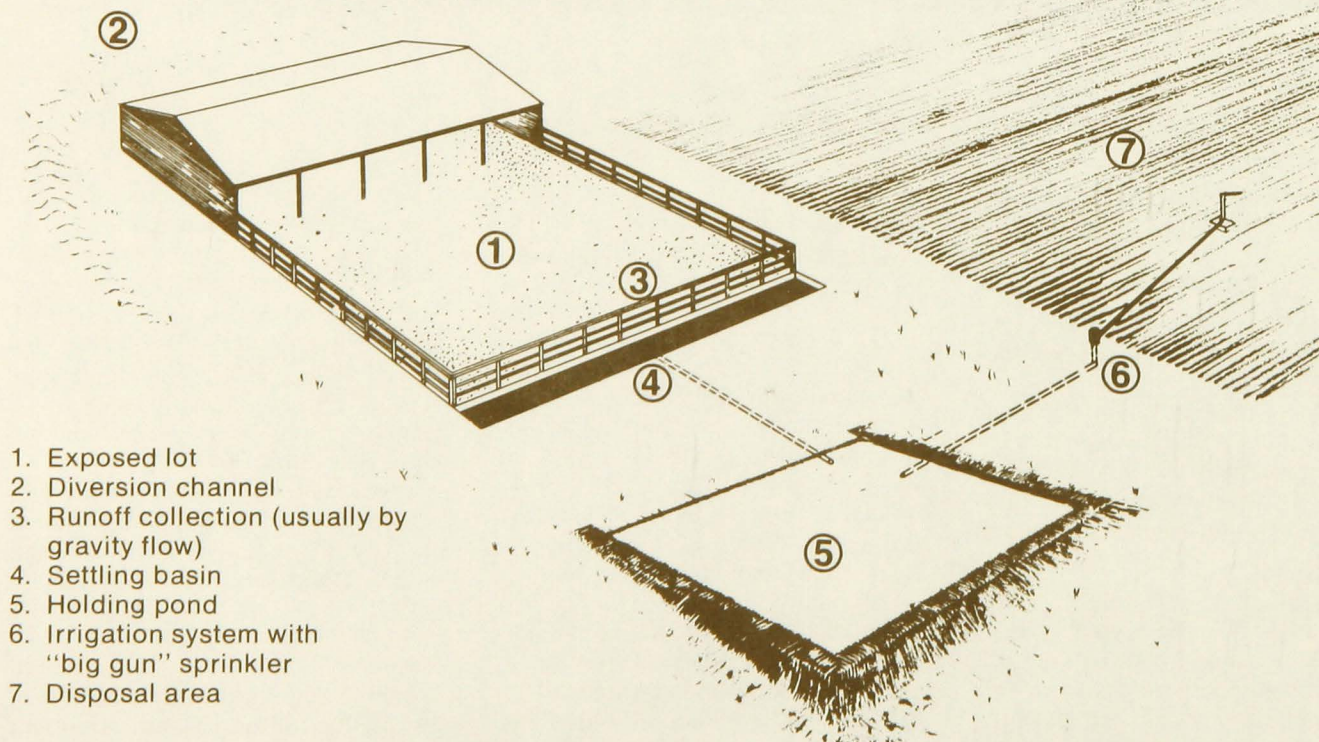 ②
①
③
④
⑤
⑥
⑦
1. Exposed lot
2. Diversion channel
3. Runoff collection (usually by
gravity flow)
4. Settling basin
5. Holding pond
6. Irrigation system with
“big gun” sprinkler
7. Disposal area